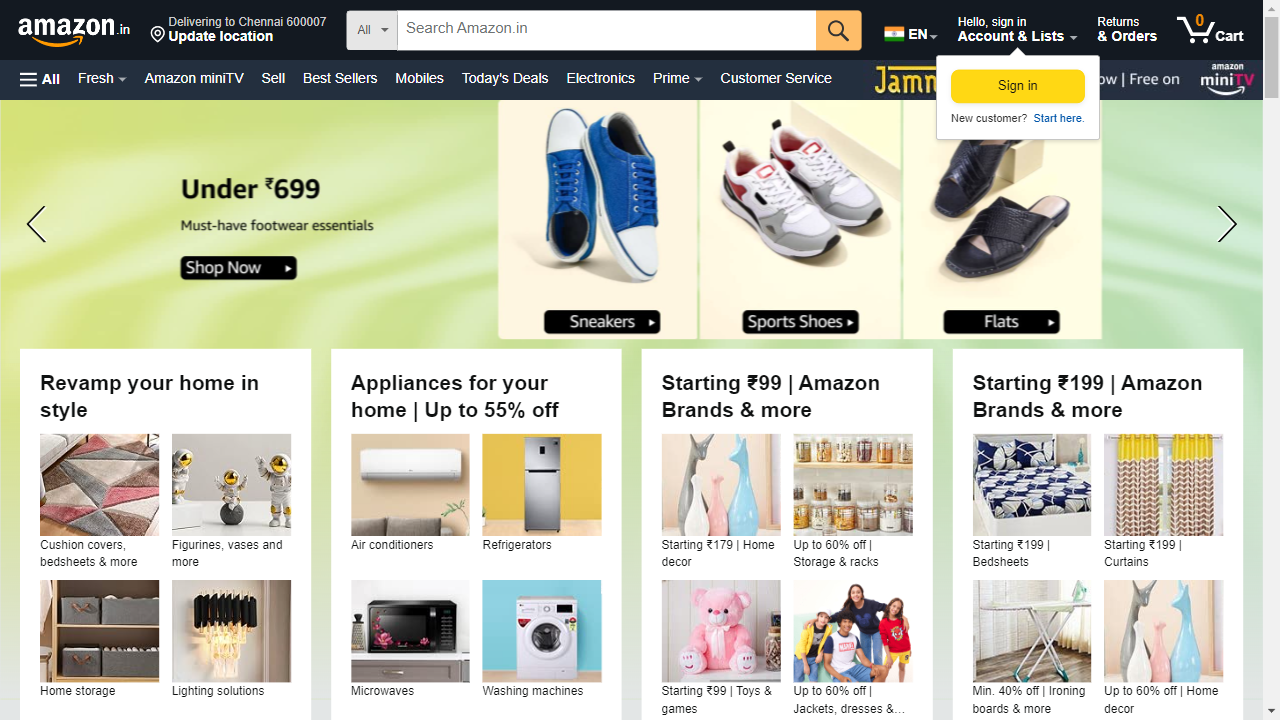 amazon.in
Delivering to Chennai 600007
Update location
All
Search Amazon.in
EN
Hello, sign in
Account & Lists
Returns
& Orders
0
Cart
All
Fresh
Amazon miniTV
Sell
Best Sellers
Mobiles
Today's Deals
Electronics
Prime
Customer Service
| Free on
amazon
miniTV
Sign in
New customer? Start here.
Under ₹699
Must-have footwear essentials
Shop Now
Sneakers
Sports Shoes
Flats
Revamp your home in
style
Cushion covers,
bedsheets & more
Figurines, vases and
more
Home storage
Lighting solutions
Appliances for your
home | Up to 55% off
Air conditioners
Refrigerators
Microwaves
Washing machines
Starting ₹99 | Amazon
Brands & more
Starting ₹179 | Home
decor
Up to 60% off |
Storage & racks
Starting ₹99 | Toys &
games
Up to 60% off |
Jackets, dresses &...
Starting ₹199 | Amazon
Brands & more
Starting ₹199 |
Bedsheets
Starting ₹199 |
Curtains
Min. 40% off | Ironing
boards & more
Up to 60% off | Home
decor